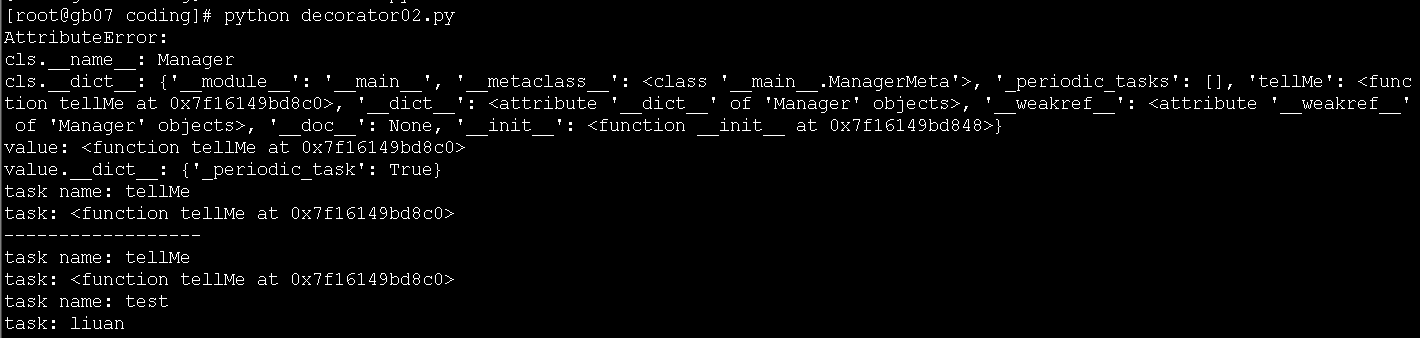 [root@gb07 coding]# python decorator02.py
AttributeError:
cls.__name__: Manager
cls.__dict__: {'__module__': '__main__', '__metaclass__': <class '__main__.ManagerMeta'>, '_periodic_tasks': [], 'tellMe': <func
tion tellMe at 0x7f16149bd8c0>, '__dict__': <attribute '__dict__' of 'Manager' objects>, '__weakref__': <attribute '__weakref__'
 of 'Manager' objects>, '__doc__': None, '__init__': <function __init__ at 0x7f16149bd848>}
value: <function tellMe at 0x7f16149bd8c0>
value.__dict__: {'_periodic_task': True}
task name: tellMe
task: <function tellMe at 0x7f16149bd8c0>
------------------
task name: tellMe
task: <function tellMe at 0x7f16149bd8c0>
task name: test
task: liuan